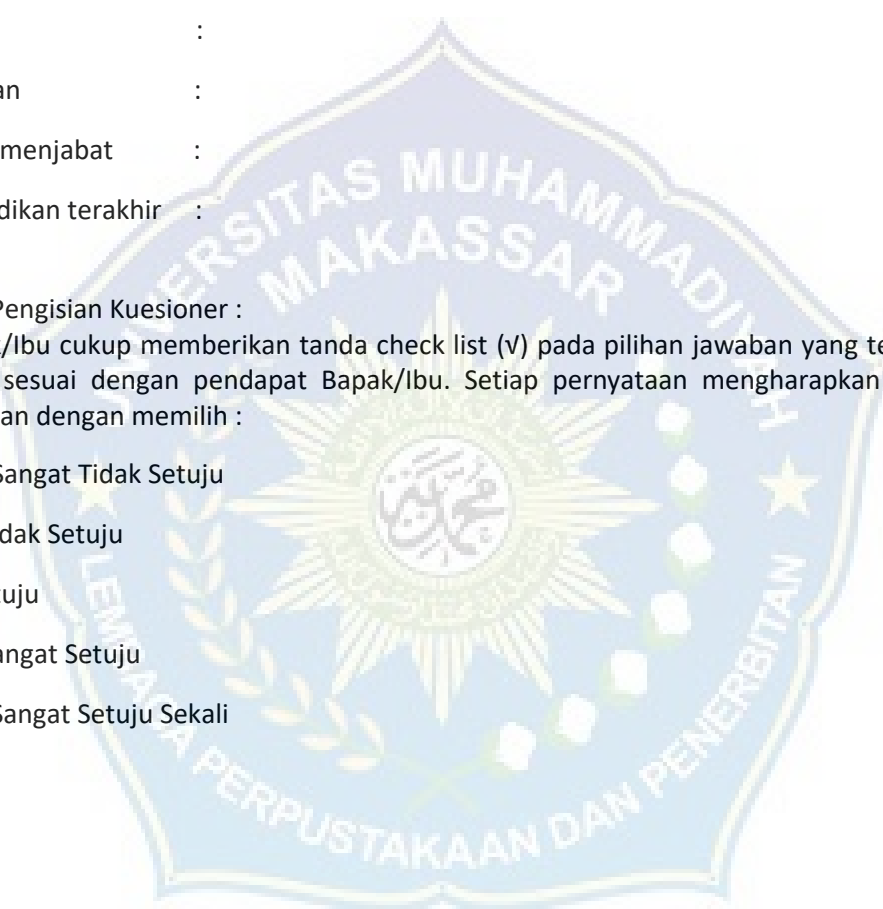 :
an :
menjabat :
dikan terakhir :
Pengisian Kuesioner :
/Ibu cukup memberikan tanda check list (√) pada pilihan jawaban yang te
sesuai dengan pendapat Bapak/Ibu. Setiap pernyataan mengharapkan
an dengan memilih :
Sangat Tidak Setuju
dak Setuju
tuju
angat Setuju
Sangat Setuju Sekali
UNIVERSITAS MUHAMMADIYAH
MAKASSAR
LEMBAGA PERPUSTAKAAN DAN PENERBITAN